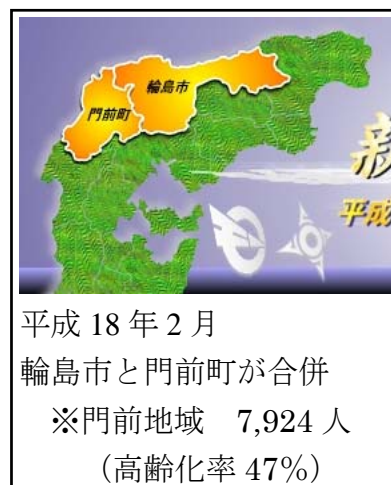 輪島市
門前町
新
平成
平成 18 年 2 月
輪島市と門前町が合併
※門前地域　7,924 人
（高齢化率 47％）